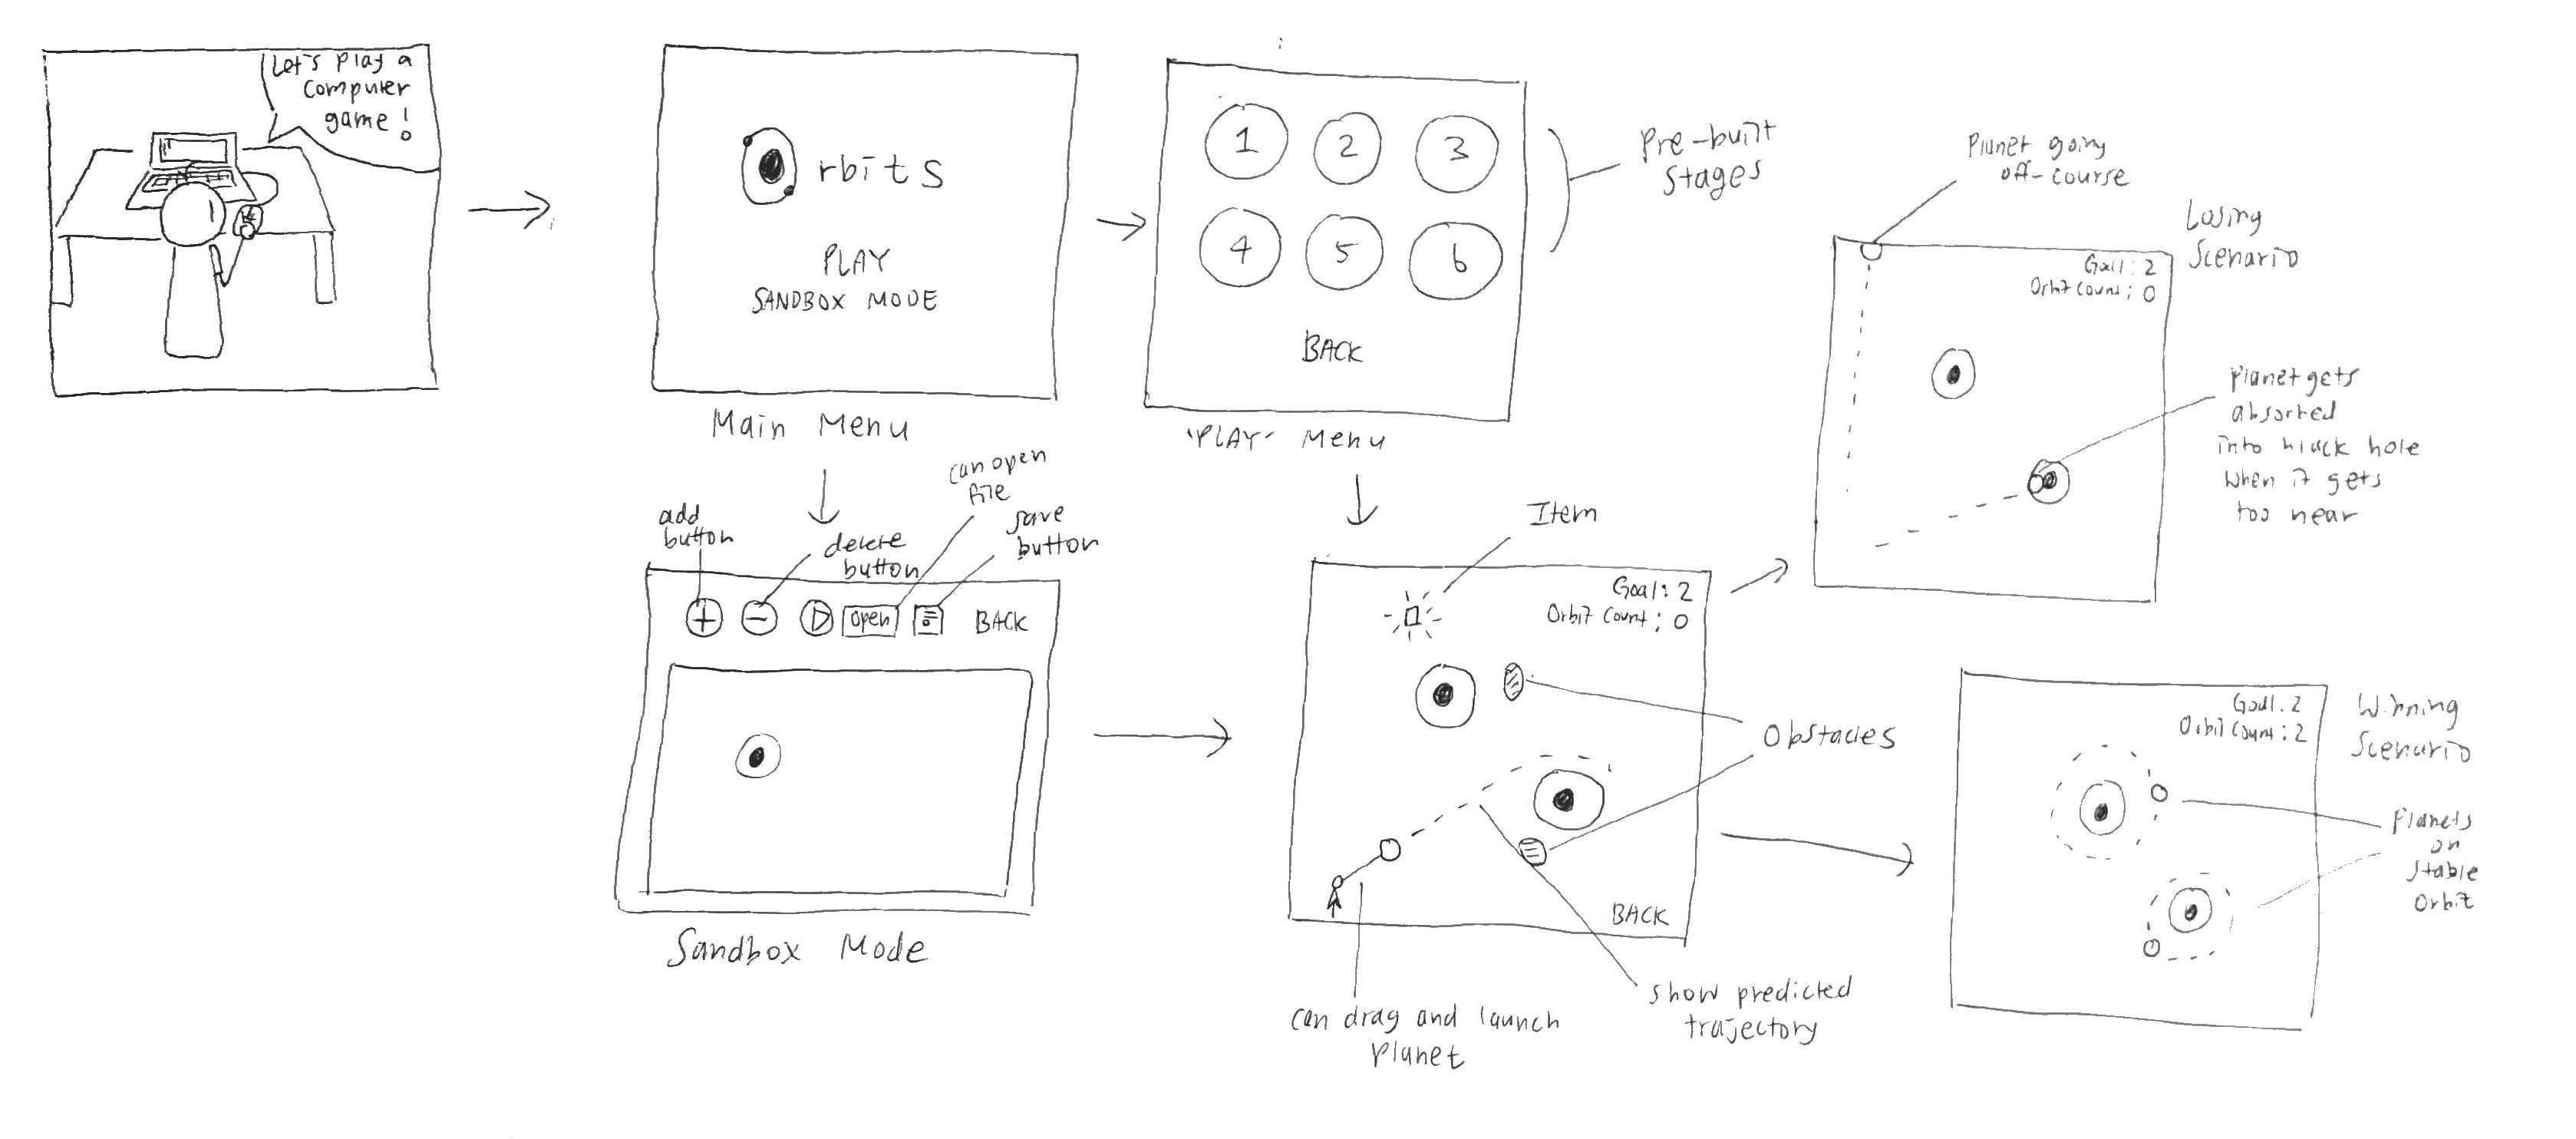 Let's play a
computer
game!
rbits
PLAY
SANDBOX MODE
Main Menu
1 2 3
4 5 6
BACK
'PLAY' Menu
Pre-built
Stages
add
button
delete
button
can open
file
save
button
open
BACK
Sandbox Mode
Item
Goal: 2
Orbit Count: 0
Obstacles
BACK
can drag and launch
Planet
show predicted
trajectory
Planet going
off-course
Losing
Scenario
Goal: 2
Orbit Count: 0
Planet gets
absorbed
into black hole
when it gets
too near
Goal: 2
Orbit Count: 2
Winning
Scenario
Planets
on
stable
orbit